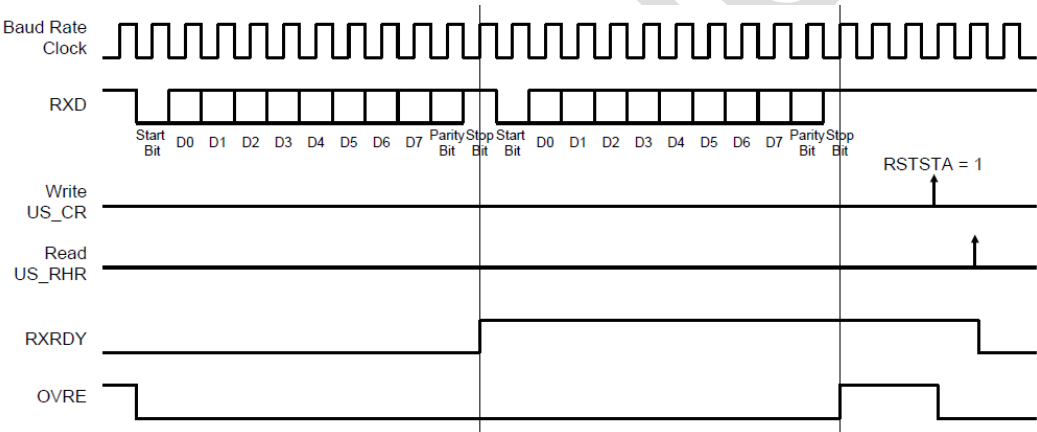 Baud Rate
Clock
RXD
Start
Bit
D0
D1
D2
D3
D4
D5
D6
D7
Parity
Bit
Stop
Bit
Start
Bit
D0
D1
D2
D3
D4
D5
D6
D7
Parity
Bit
Stop
Bit
RSTSTA = 1
Write
US_CR
Read
US_RHR
RXRDY
OVRE